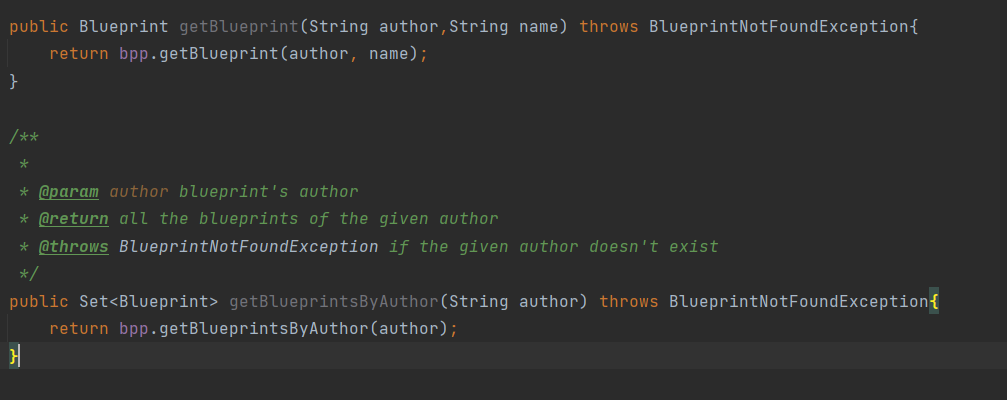 public Blueprint getBlueprint(String author,String name) throws BlueprintNotFoundException{
    return bpp.getBlueprint(author, name);
}
/**
 *
 * @param author blueprint's author
 * @return all the blueprints of the given author
 * @throws BlueprintNotFoundException if the given author doesn't exist
 */
public Set<Blueprint> getBlueprintsByAuthor(String author) throws BlueprintNotFoundException{
    return bpp.getBlueprintsByAuthor(author);
}